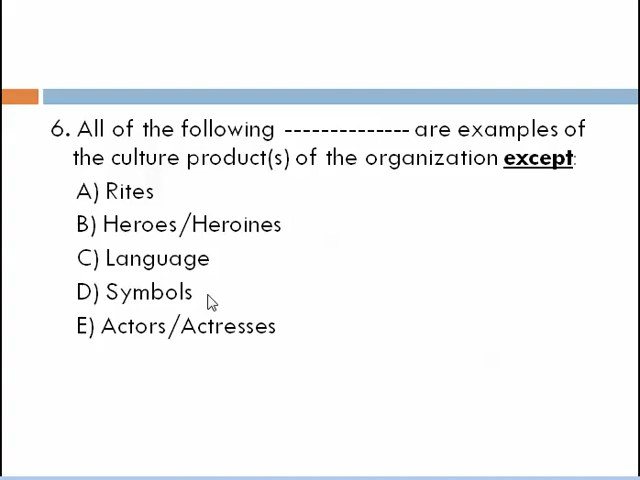 6. All of the following -------------- are examples of
the culture product(s) of the organization except:
A) Rites
B) Heroes/Heroines
C) Language
D) Symbols
E) Actors/Actresses